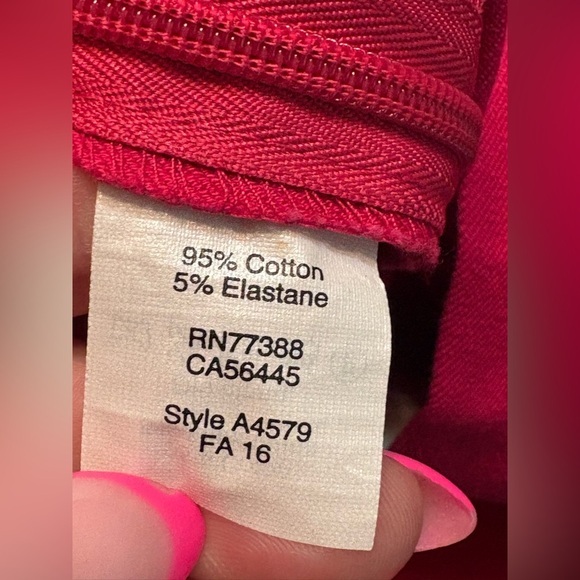 95% Cotton
5% Elastane
RN77388
CA56445
Style A4579
FA 16